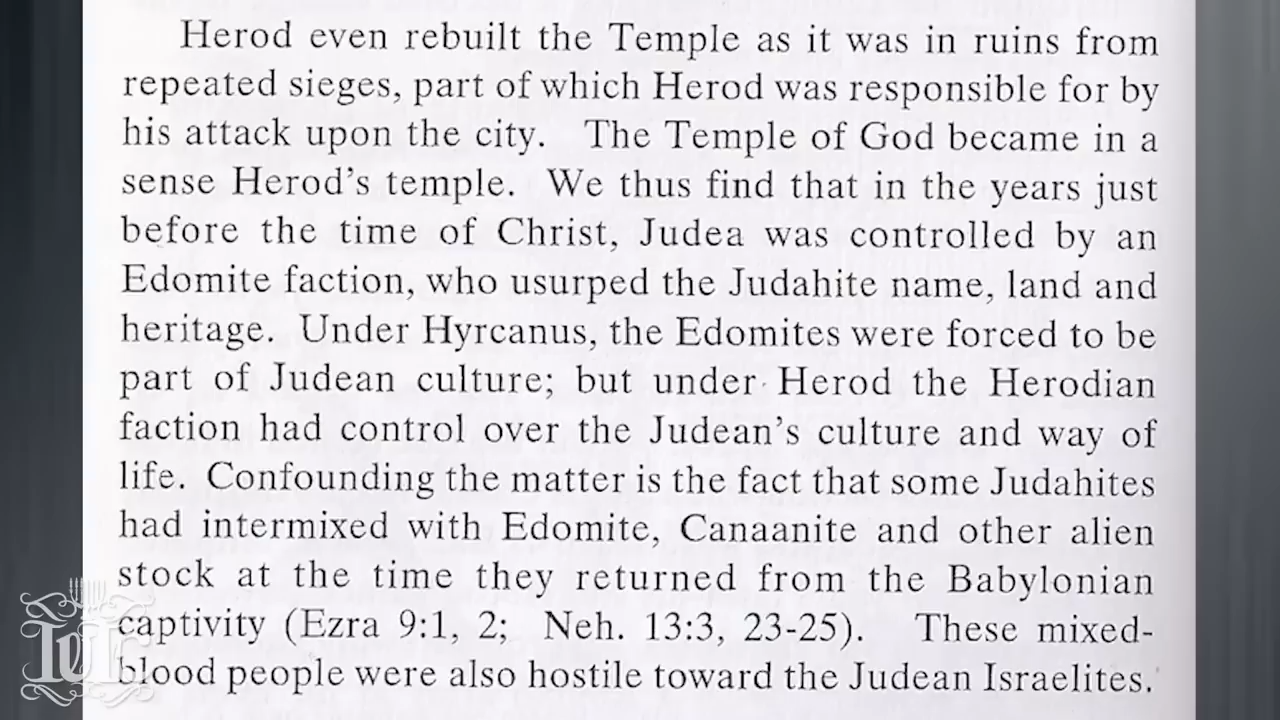 Herod even rebuilt the Temple as it was in ruins from
repeated sieges, part of which Herod was responsible for by
his attack upon the city. The Temple of God became in a
sense Herod's temple. We thus find that in the years just
before the time of Christ, Judea was controlled by an
Edomite faction, who usurped the Judahite name, land and
heritage. Under Hyrcanus, the Edomites were forced to be
part of Judean culture; but under Herod the Herodian
faction had control over the Judean's culture and way of
life. Confounding the matter is the fact that some Judahites
had intermixed with Edomite, Canaanite and other alien
stock at the time they returned from the Babylonian
captivity (Ezra 9:1, 2; Neh. 13:3, 23-25). These mixed-
blood people were also hostile toward the Judean Israelites.